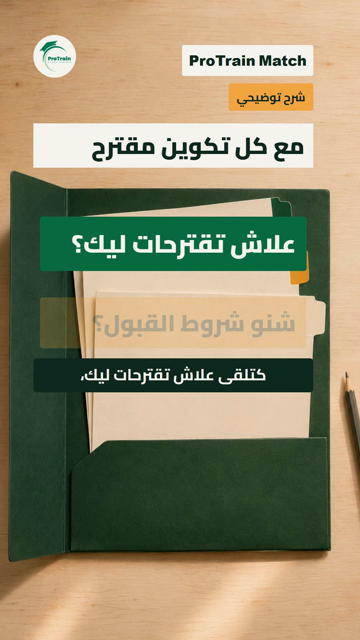 ProTrain
ProTrain Match
شرح توضيحي
مع كل تكوين مقترح
علاش تقترحات ليك؟
شنو شروط القبول؟
كتلقى علاش تقترحات ليك،